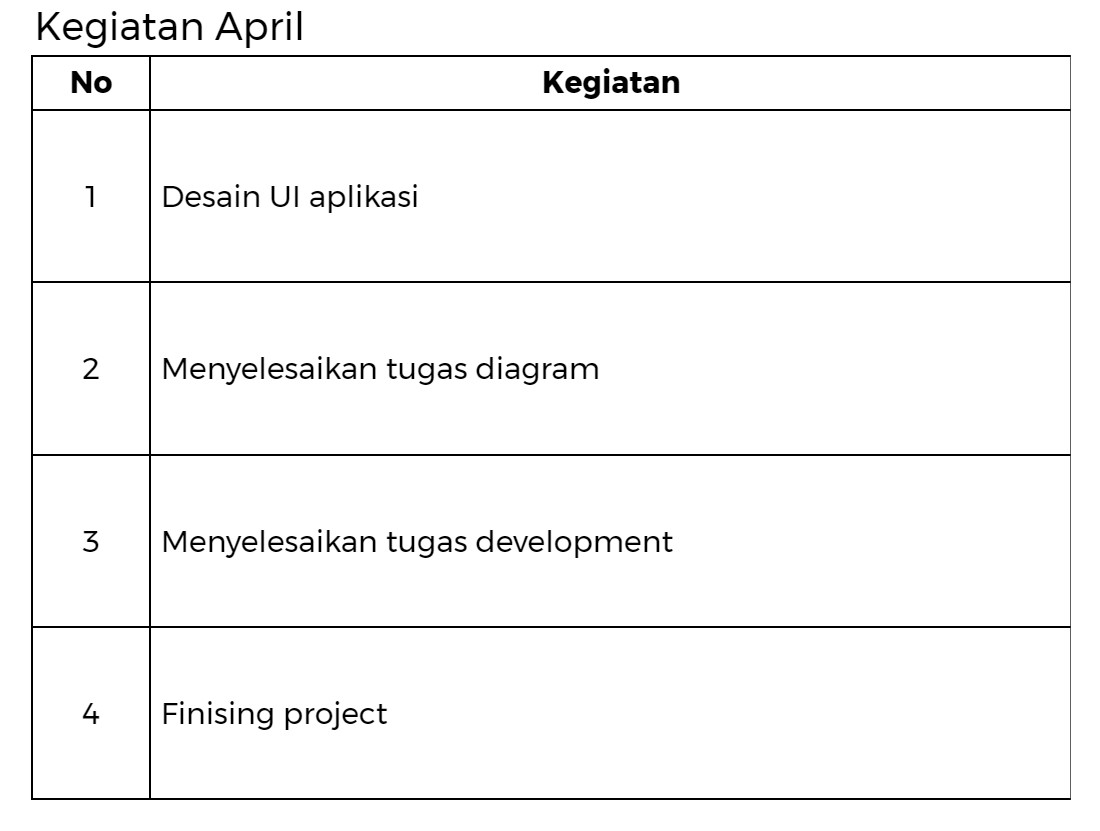 Kegiatan April
No Kegiatan
1 Desain UI aplikasi
2 Menyelesaikan tugas diagram
3 Menyelesaikan tugas development
4 Finising project